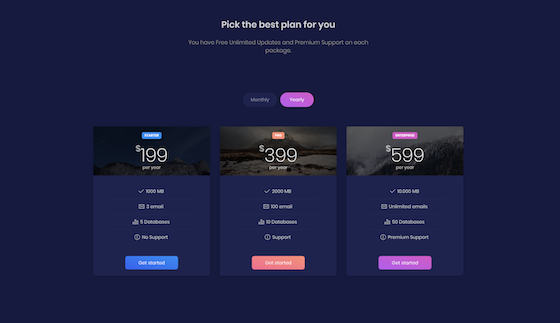 Pick the best plan for you
You have Free Unlimited Updates and Premium Support on each
package.
Monthly
Yearly
STARTER
$199
per year
1000 MB
3 email
5 Databases
No Support
Get started
PRO
$399
per year
2000 MB
100 email
10 Databases
Support
Get started
ENTERPRISE
$599
per year
10.000 MB
Unlimited emails
50 Databases
Premium Support
Get started